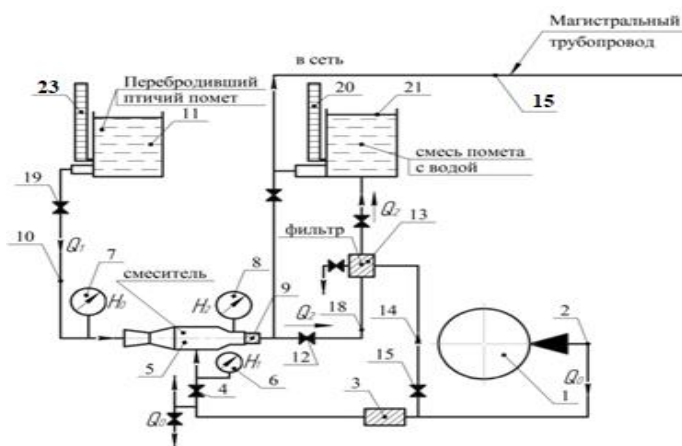 Магистральный
трубопровод
в сеть
15
23
Перебродивший
птичий помет
11
20
21
смесь помета
с водой
19
Q₂
фильтр
13
10
Qт
7
8
смеситель
H₀
H₂
9
Q₂
18
14
2
12
5
4
H₁
6
15
3
1
Q₀
Q₀